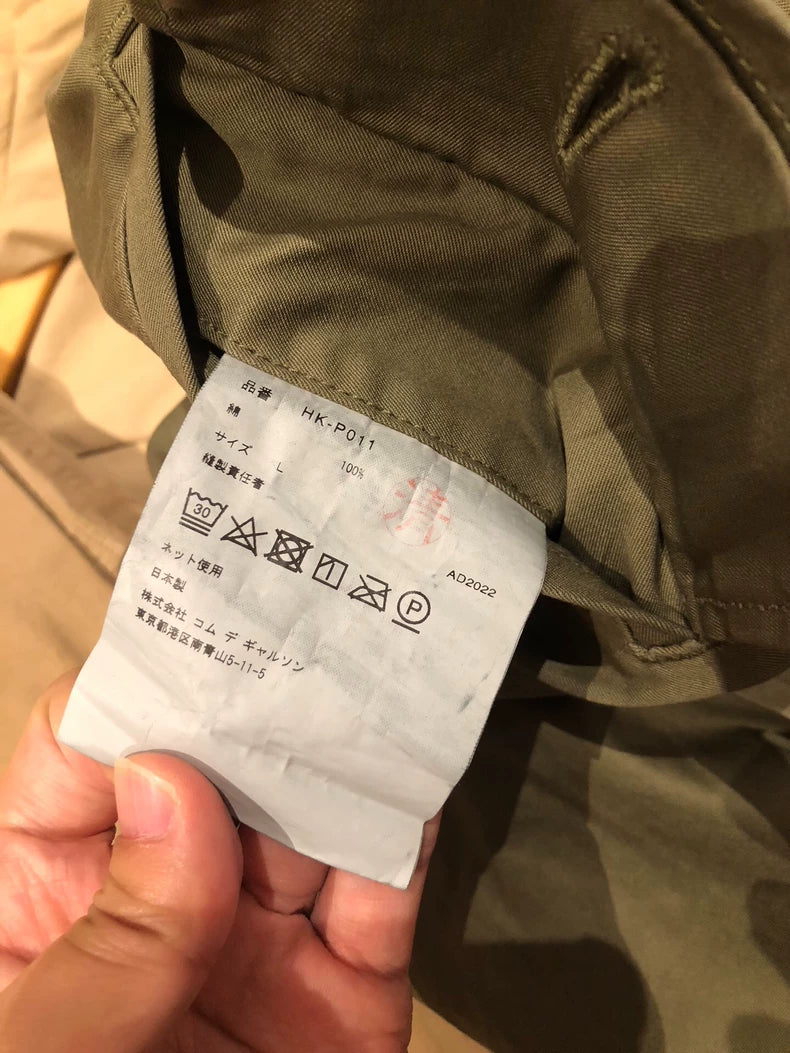 品番 HK-P011
綿 100%
サイズ L
縫製責任者 済
30
P
AD2022
ネット使用
日本製
株式会社 コム デ ギャルソン
東京都港区南青山5-11-5